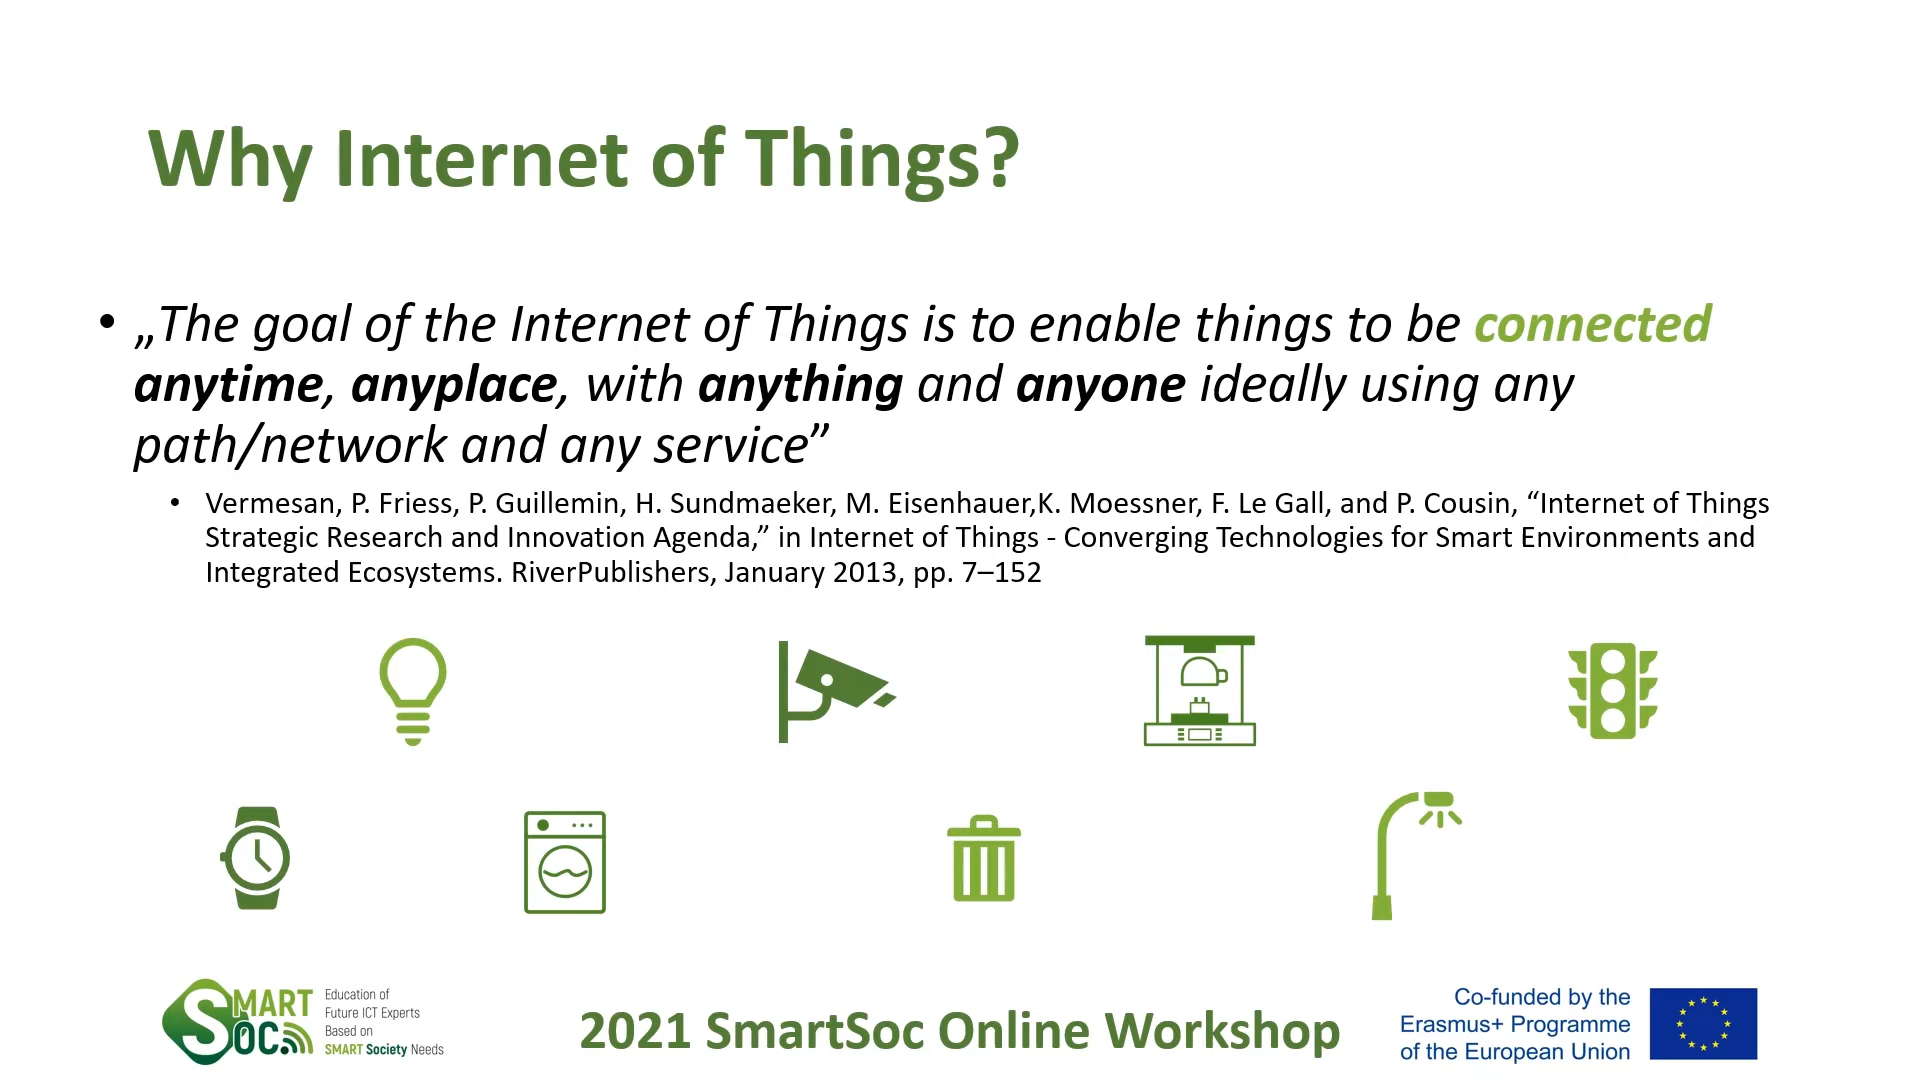 Why Internet of Things?
• „The goal of the Internet of Things is to be enable things to be connected
anytime, anyplace, with anything and anyone ideally using any
path/network and any service”
• Vermesan, P. Friess, P. Guillemin, H. Sundmaeker, M. Eisenhauer,K. Moessner, F. Le Gall, and P. Cousin, “Internet of Things
Strategic Research and Innovation Agenda,” in Internet of Things - Converging Technologies for Smart Environments and
Integrated Ecosystems. RiverPublishers, January 2013, pp. 7–152
SMART
SOC
Education of
Future ICT Experts
Based on
SMART Society Needs
2021 SmartSoc Online Workshop
Co-funded by the
Erasmus+ Programme
of the European Union